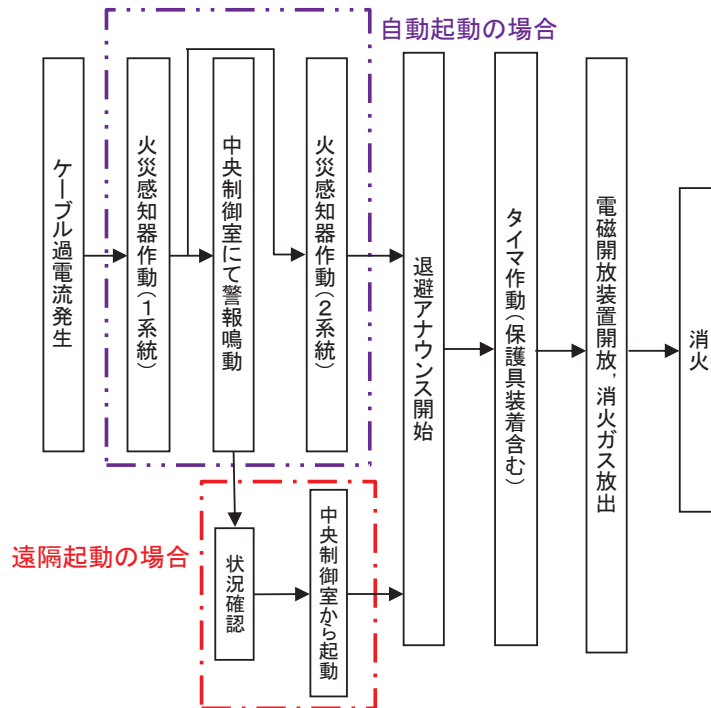 自動起動の場合
ケーブル過電流発生
火災感知器作動(1系統)
中央制御室にて警報鳴動
火災感知器作動(2系統)
退避アナウンス開始
タイマ作動(保護具装着含む)
電磁開放装置開放,消火ガス放出
消火
遠隔起動の場合
状況確認
中央制御室から起動